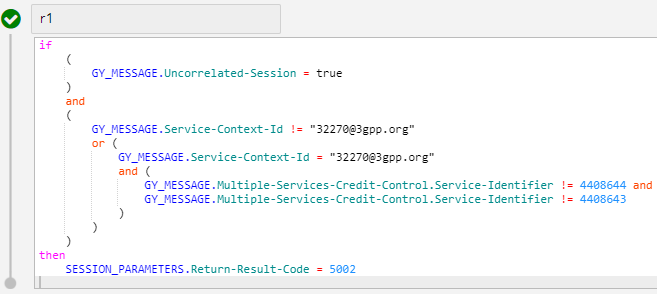 r1
if
(
GY_MESSAGE.Uncorrelated-Session = true
)
and
(
GY_MESSAGE.Service-Context-Id != "32270@3gpp.org"
or (
GY_MESSAGE.Service-Context-Id = "32270@3gpp.org"
and (
GY_MESSAGE.Multiple-Services-Credit-Control.Service-Identifier != 4408644 and
GY_MESSAGE.Multiple-Services-Credit-Control.Service-Identifier != 4408643
)
)
)
then
SESSION_PARAMETERS.Return-Result-Code = 5002